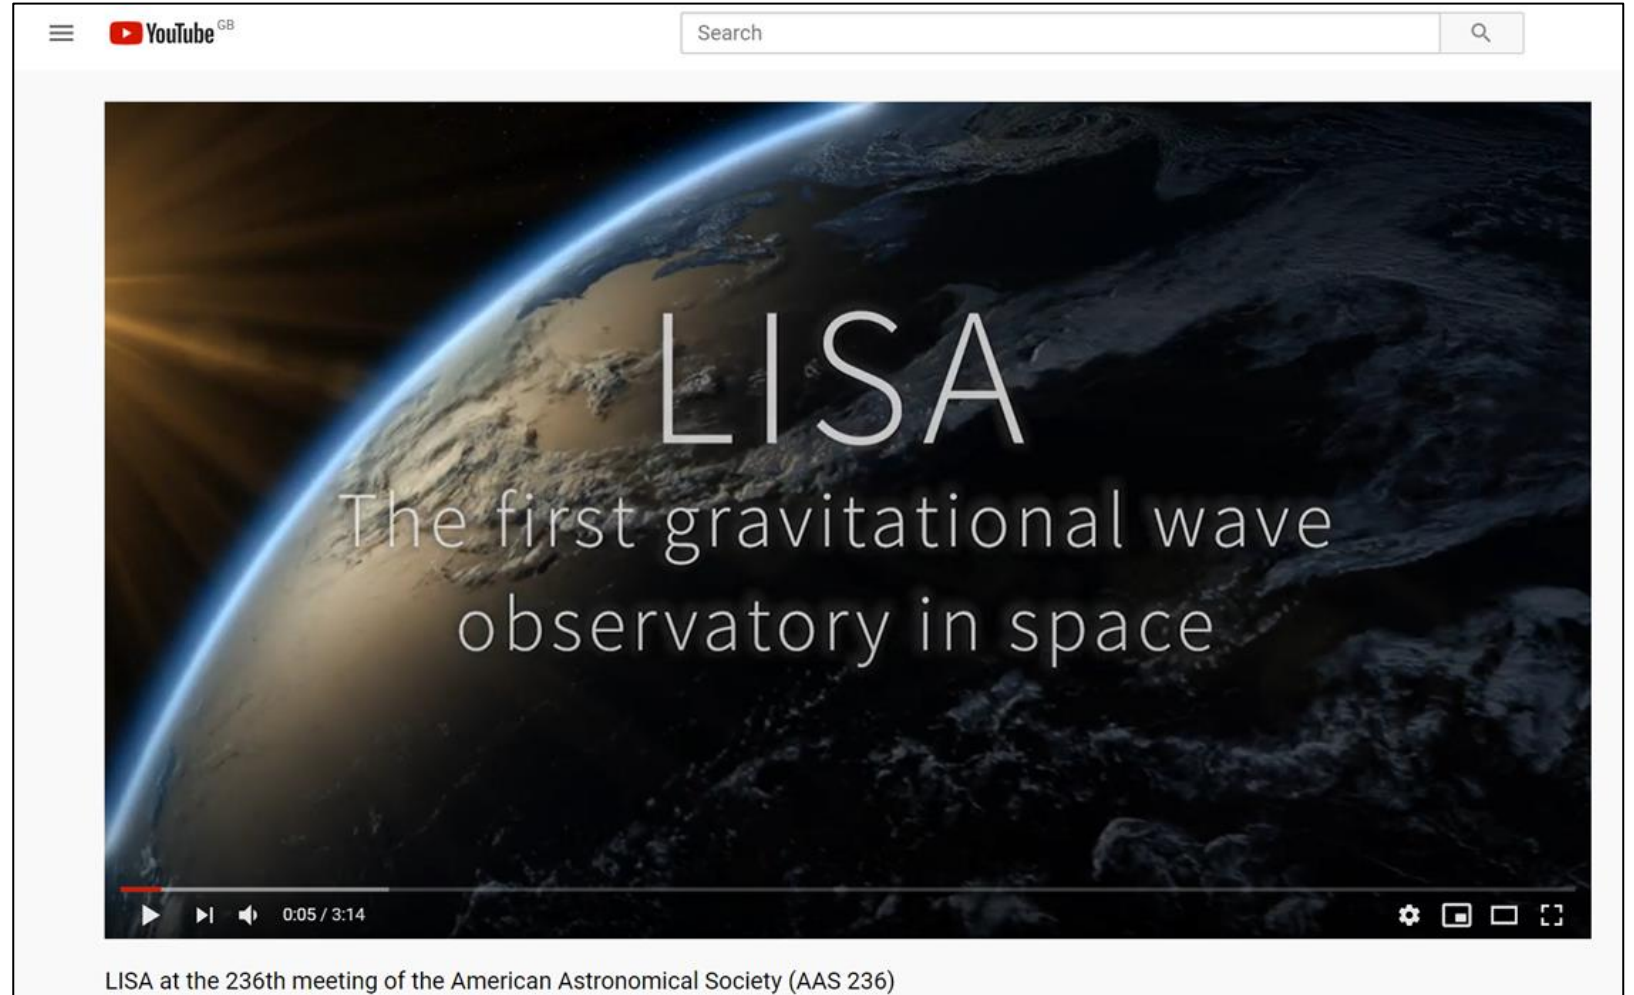 YouTube GB
Search
LISA
The first gravitational wave
observatory in space
0:05 / 3:14
LISA at the 236th meeting of the American Astronomical Society (AAS 236)